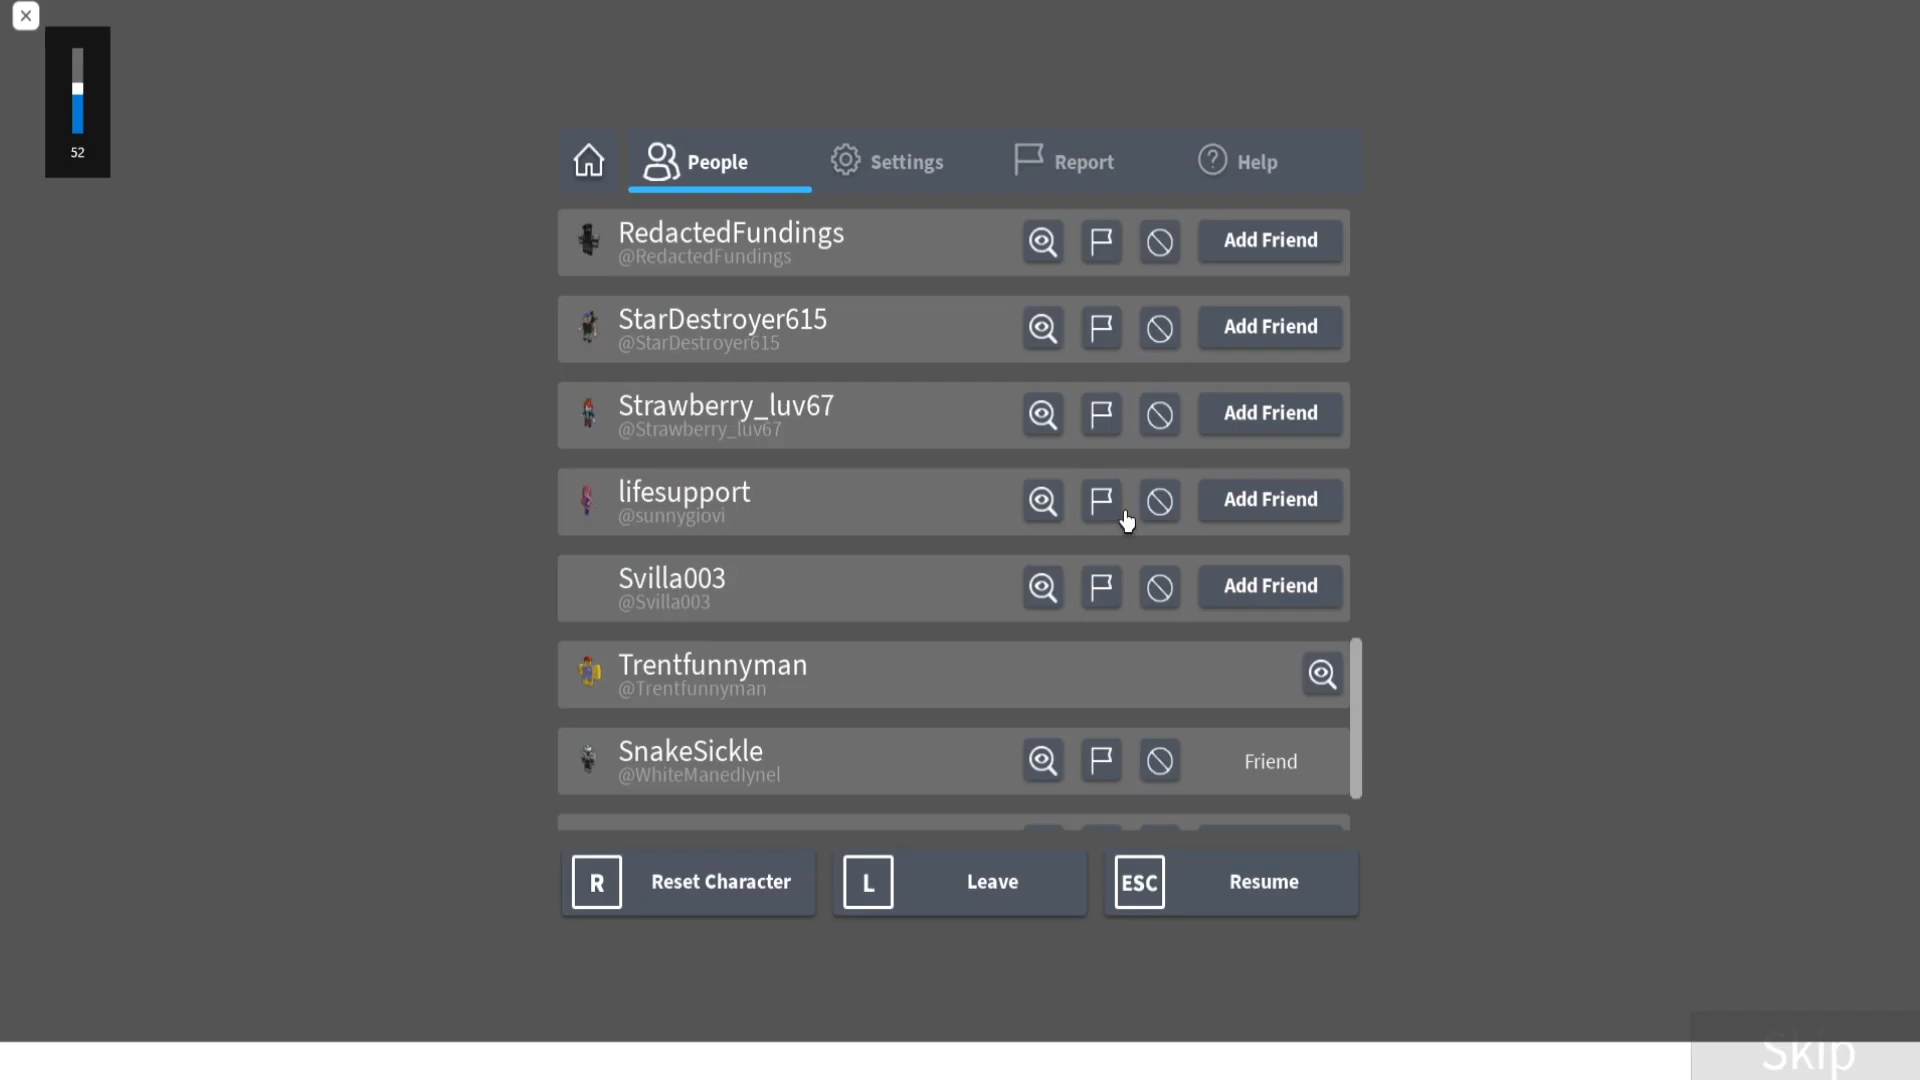 52
People
Settings
Report
Help
RedactedFundings
@RedactedFundings
Add Friend
StarDestroyer615
@StarDestroyer615
Add Friend
Strawberry_luv67
@Strawberry_luv67
Add Friend
lifesupport
@sunnygiovi
Add Friend
Svilla003
@Svilla003
Add Friend
Trentfunnyman
@Trentfunnyman
SnakeSickle
@WhiteManedlynel
Friend
R Reset Character
L Leave
ESC Resume
Skip